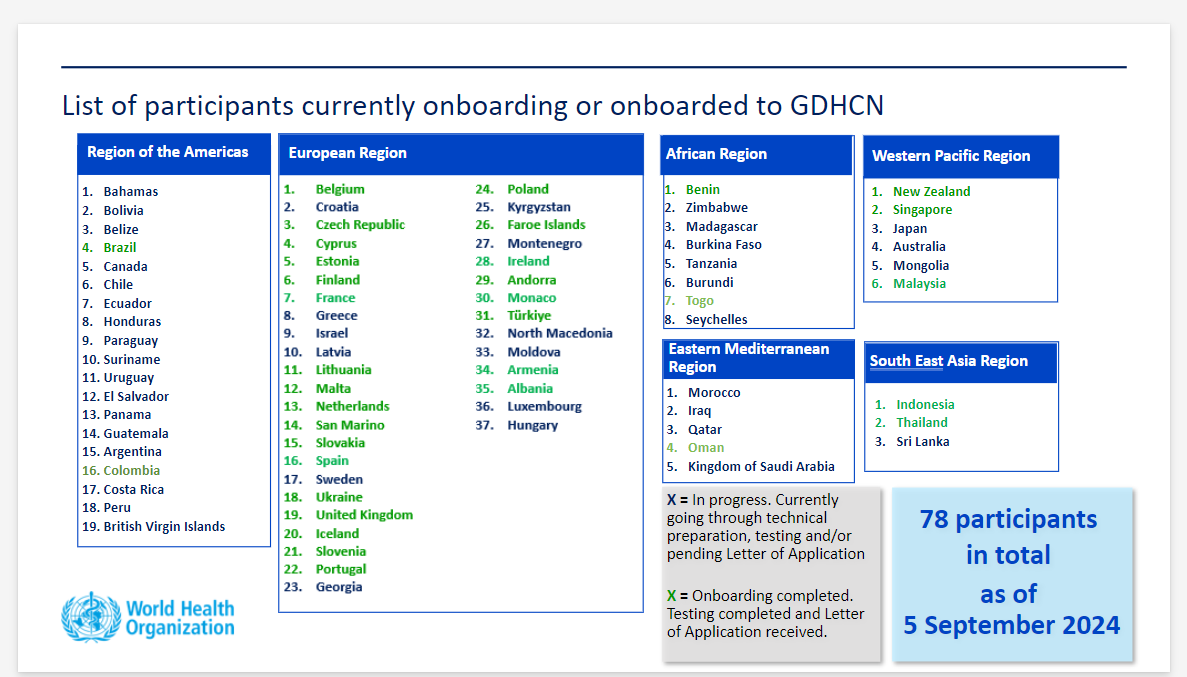 List of participants currently onboarding or onboarded to GDHCN
Region of the Americas
1. Bahamas
2. Bolivia
3. Belize
4. Brazil
5. Canada
6. Chile
7. Ecuador
8. Honduras
9. Paraguay
10. Suriname
11. Uruguay
12. El Salvador
13. Panama
14. Guatemala
15. Argentina
16. Colombia
17. Costa Rica
18. Peru
19. British Virgin Islands
European Region
1. Belgium
2. Croatia
3. Czech Republic
4. Cyprus
5. Estonia
6. Finland
7. France
8. Greece
9. Israel
10. Latvia
11. Lithuania
12. Malta
13. Netherlands
14. San Marino
15. Slovakia
16. Spain
17. Sweden
18. Ukraine
19. United Kingdom
20. Iceland
21. Slovenia
22. Portugal
23. Georgia
24. Poland
25. Kyrgyzstan
26. Faroe Islands
27. Montenegro
28. Ireland
29. Andorra
30. Monaco
31. Türkiye
32. North Macedonia
33. Moldova
34. Armenia
35. Albania
36. Luxembourg
37. Hungary
African Region
1. Benin
2. Zimbabwe
3. Madagascar
4. Burkina Faso
5. Tanzania
6. Burundi
7. Togo
8. Seychelles
Western Pacific Region
1. New Zealand
2. Singapore
3. Japan
4. Australia
5. Mongolia
6. Malaysia
Eastern Mediterranean
Region
1. Morocco
2. Iraq
3. Qatar
4. Oman
5. Kingdom of Saudi Arabia
South East Asia Region
1. Indonesia
2. Thailand
3. Sri Lanka
X = In progress. Currently
going through technical
preparation, testing and/or
pending Letter of Application
X = Onboarding completed.
Testing completed and Letter
of Application received.
78 participants
in total
as of
5 September 2024
World Health
Organization